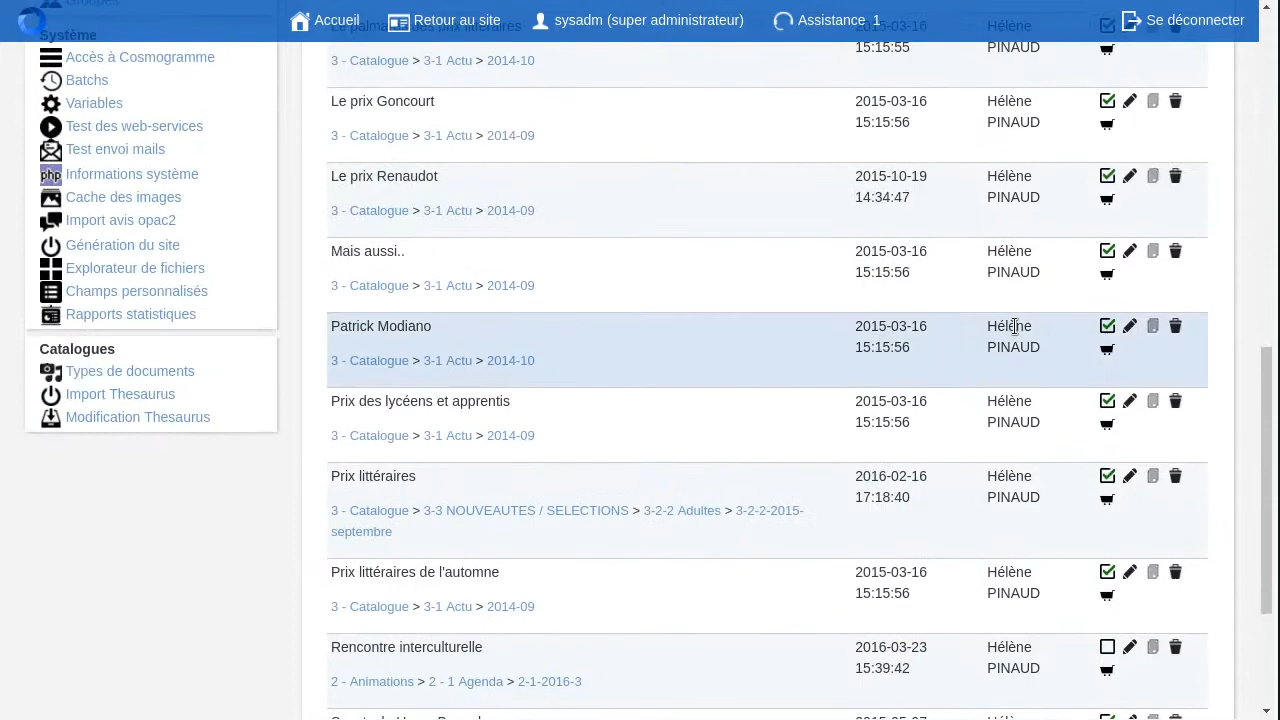 Groupes
Accueil
Retour au site
sysadm (super administrateur)
Assistance 1
Se déconnecter
Système
Accès à Cosmogramme
Batchs
Variables
Test des web-services
Test envoi mails
php
Informations système
Cache des images
Import avis opac2
Génération du site
Explorateur de fichiers
Champs personnalisés
Rapports statistiques
Catalogues
Types de documents
Import Thesaurus
Modification Thesaurus
2015-03-16 Hélène
15:15:55 PINAUD
3 - Catalogue > 3-1 Actu > 2014-10
Le prix Goncourt 2015-03-16 Hélène
15:15:56 PINAUD
3 - Catalogue > 3-1 Actu > 2014-09
Le prix Renaudot 2015-10-19 Hélène
14:34:47 PINAUD
3 - Catalogue > 3-1 Actu > 2014-09
Mais aussi.. 2015-03-16 Hélène
15:15:56 PINAUD
3 - Catalogue > 3-1 Actu > 2014-09
Patrick Modiano 2015-03-16 Hélène
15:15:56 PINAUD
3 - Catalogue > 3-1 Actu > 2014-10
Prix des lycéens et apprentis 2015-03-16 Hélène
15:15:56 PINAUD
3 - Catalogue > 3-1 Actu > 2014-09
Prix littéraires 2016-02-16 Hélène
17:18:40 PINAUD
3 - Catalogue > 3-3 NOUVEAUTES / SELECTIONS > 3-2-2 Adultes > 3-2-2-2015-
septembre
Prix littéraires de l'automne 2015-03-16 Hélène
15:15:56 PINAUD
3 - Catalogue > 3-1 Actu > 2014-09
Rencontre interculturelle 2016-03-23 Hélène
15:39:42 PINAUD
2 - Animations > 2 - 1 Agenda > 2-1-2016-3